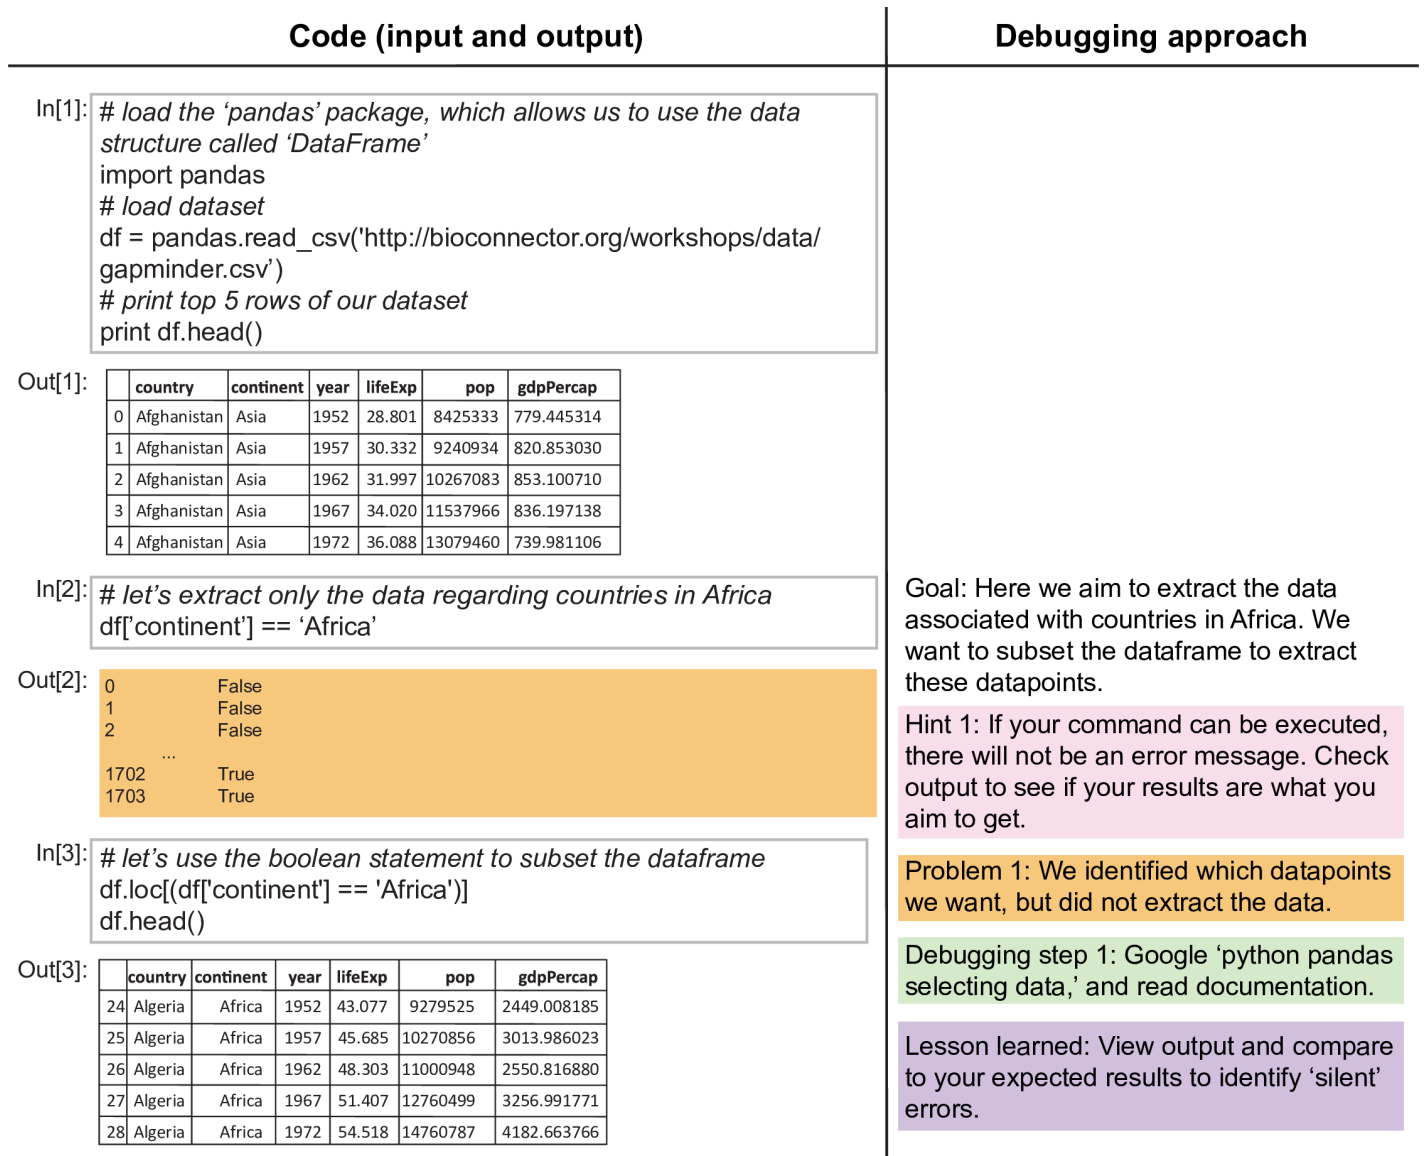 Code (input and output)
Debugging approach
In[1]:
# load the ‘pandas’ package, which allows us to use the data
structure called ‘DataFrame’
import pandas
# load dataset
df = pandas.read_csv('http://bioconnector.org/workshops/data/
gapminder.csv’)
# print top 5 rows of our dataset
print df.head()
Out[1]:
country continent year lifeExp pop gdpPercap
0 Afghanistan Asia 1952 28.801 8425333 779.445314
1 Afghanistan Asia 1957 30.332 9240934 820.853030
2 Afghanistan Asia 1962 31.997 10267083 853.100710
3 Afghanistan Asia 1967 34.020 11537966 836.197138
4 Afghanistan Asia 1972 36.088 13079460 739.981106
In[2]:
# let’s extract only the data regarding countries in Africa
df[’continent’] == ‘Africa’
Out[2]:
0 False
1 False
2 False
...
1702 True
1703 True
In[3]:
# let’s use the boolean statement to subset the dataframe
df.loc[(df['continent'] == 'Africa')]
df.head()
Out[3]:
country continent year lifeExp pop gdpPercap
24 Algeria Africa 1952 43.077 9279525 2449.008185
25 Algeria Africa 1957 45.685 10270856 3013.986023
26 Algeria Africa 1962 48.303 11000948 2550.816880
27 Algeria Africa 1967 51.407 12760499 3256.991771
28 Algeria Africa 1972 54.518 14760787 4182.663766
Goal: Here we aim to extract the data
associated with countries in Africa. We
want to subset the dataframe to extract
these datapoints.
Hint 1: If your command can be executed,
there will not be an error message. Check
output to see if your results are what you
aim to get.
Problem 1: We identified which datapoints
we want, but did not extract the data.
Debugging step 1: Google ‘python pandas
selecting data,’ and read documentation.
Lesson learned: View output and compare
to your expected results to identify ‘silent’
errors.